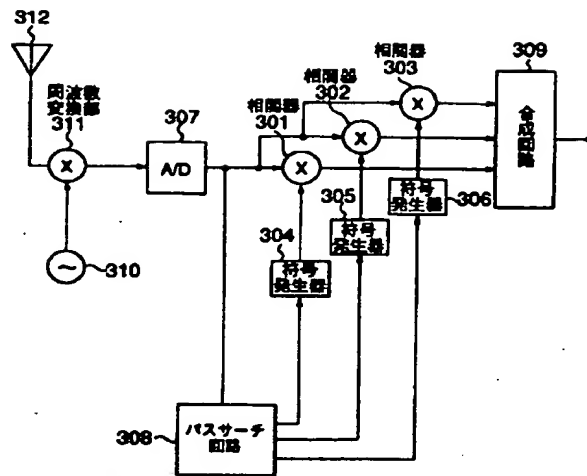 312
周波数
変換部
311
307
A/D
相関器
301
相関器
302
相関器
303
309
合成回路
X
X
X
X
310
~
304
符号
発生器
305
符号
発生器
306
符号
発生器
308
パスサーチ
回路